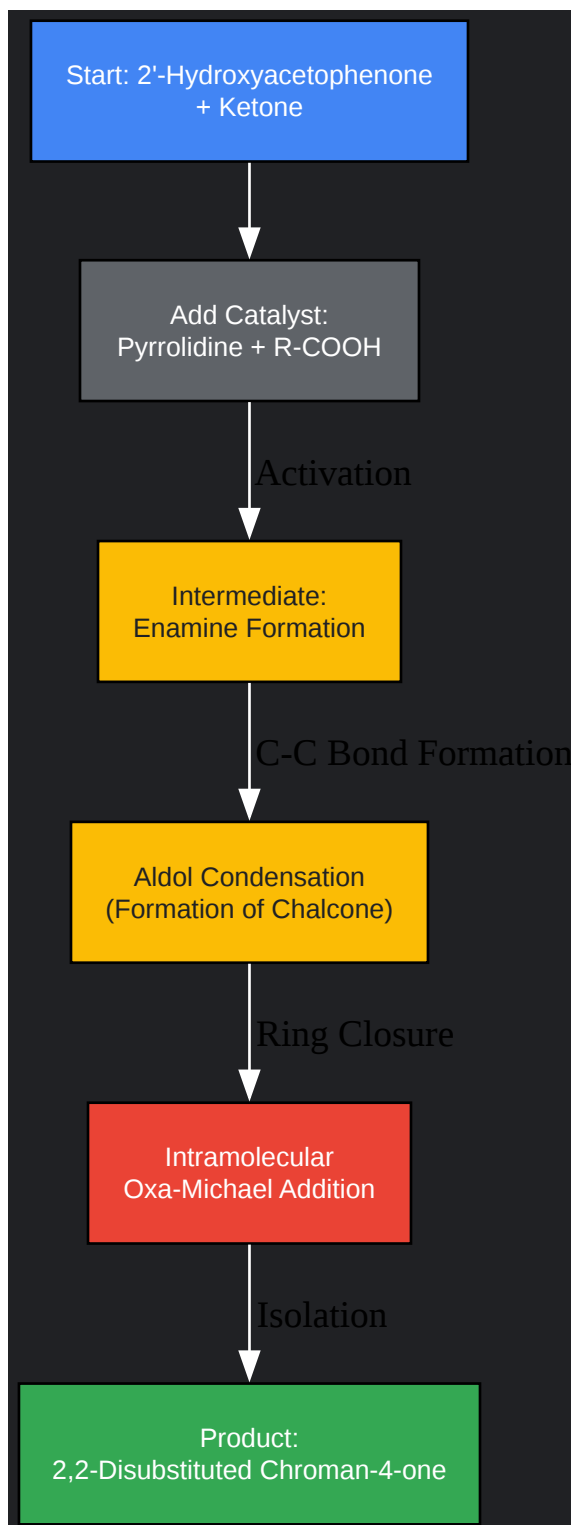 Start: 2'-Hydroxyacetophenone
+ Ketone
Add Catalyst:
Pyrrolidine + R-COOH
Activation
Intermediate:
Enamine Formation
C-C Bond Formation
Aldol Condensation
(Formation of Chalcone)
Ring Closure
Intramolecular
Oxa-Michael Addition
Isolation
Product:
2,2-Disubstituted Chroman-4-one